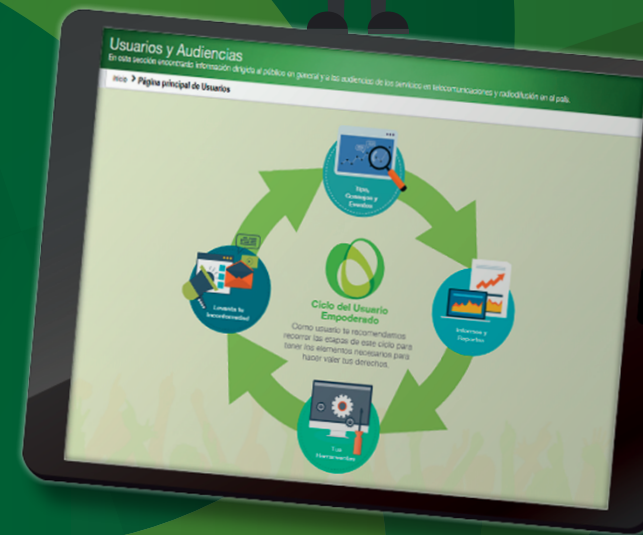 Usuarios y Audiencias
En esta sección encontrarás información dirigida al público en general y a las audiencias de los servicios en telecomunicaciones y radiodifusión en el país.
Inicio > Página principal de Usuarios
Tips,
Consejos y
Eventos
Levanta tu
Inconformidad
Ciclo del Usuario
Empoderado
Como usuario te recomendamos
recorrer las etapas de este ciclo para
tener los elementos necesarios para
hacer valer tus derechos.
Informes y
Reportes
Tus
Herramientas